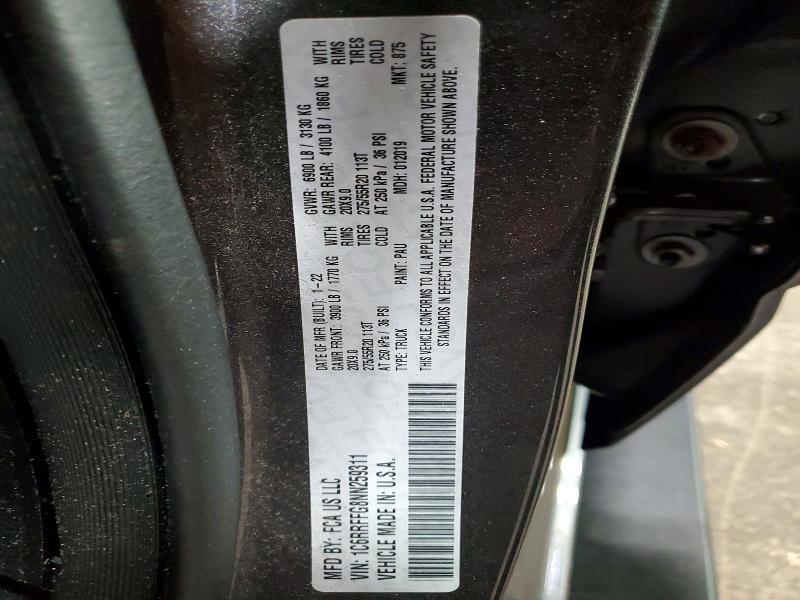 MFD BY: FCA US LLC
VIN: 1C6RRFFG8NN259311
VEHICLE MADE IN: U.S.A.
DATE OF MFR (BUILT): 1-22 GVWR: 6900 LB / 3130 KG WITH
GAWR FRONT: 3900 LB / 1770 KG WITH GAWR REAR: 4100 LB / 1860 KG RIMS
20X9.0 RIMS 20X9.0 TIRES
275/55R20 113T TIRES 275/55R20 113T COLD
AT 250 kPa / 36 PSI COLD AT 250 kPa / 36 PSI
TYPE: TRUCK PAINT: PAU MDH: 012019 MKT: 875
THIS VEHICLE CONFORMS TO ALL APPLICABLE U.S.A. FEDERAL MOTOR VEHICLE SAFETY
STANDARDS IN EFFECT ON THE DATE OF MANUFACTURE SHOWN ABOVE.